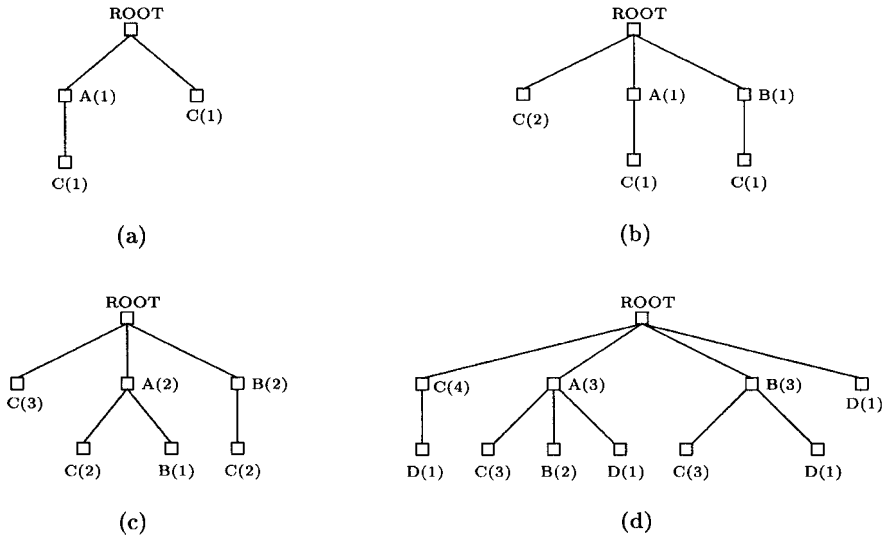 ROOT
A(1)
C(1)
C(1)
(a)
ROOT
C(2)
A(1)
B(1)
C(1)
C(1)
(b)
ROOT
C(3)
A(2)
B(2)
C(2)
B(1)
C(2)
(c)
ROOT
C(4)
A(3)
B(3)
D(1)
D(1)
C(3)
B(2)
D(1)
C(3)
D(1)
(d)